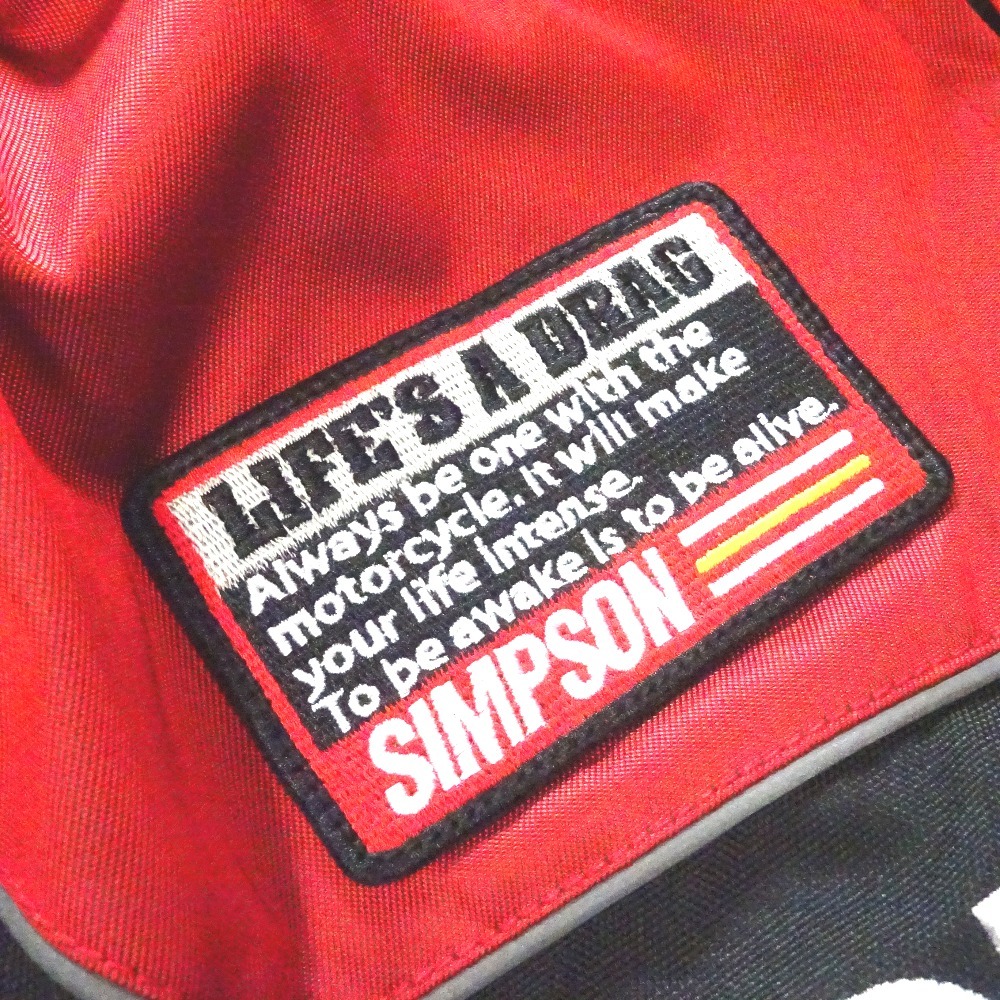 LIFE'S A DRAG
Always be one with the
motorcycle. It will make
your life intense.
To be awake is to be alive.
SIMPSON